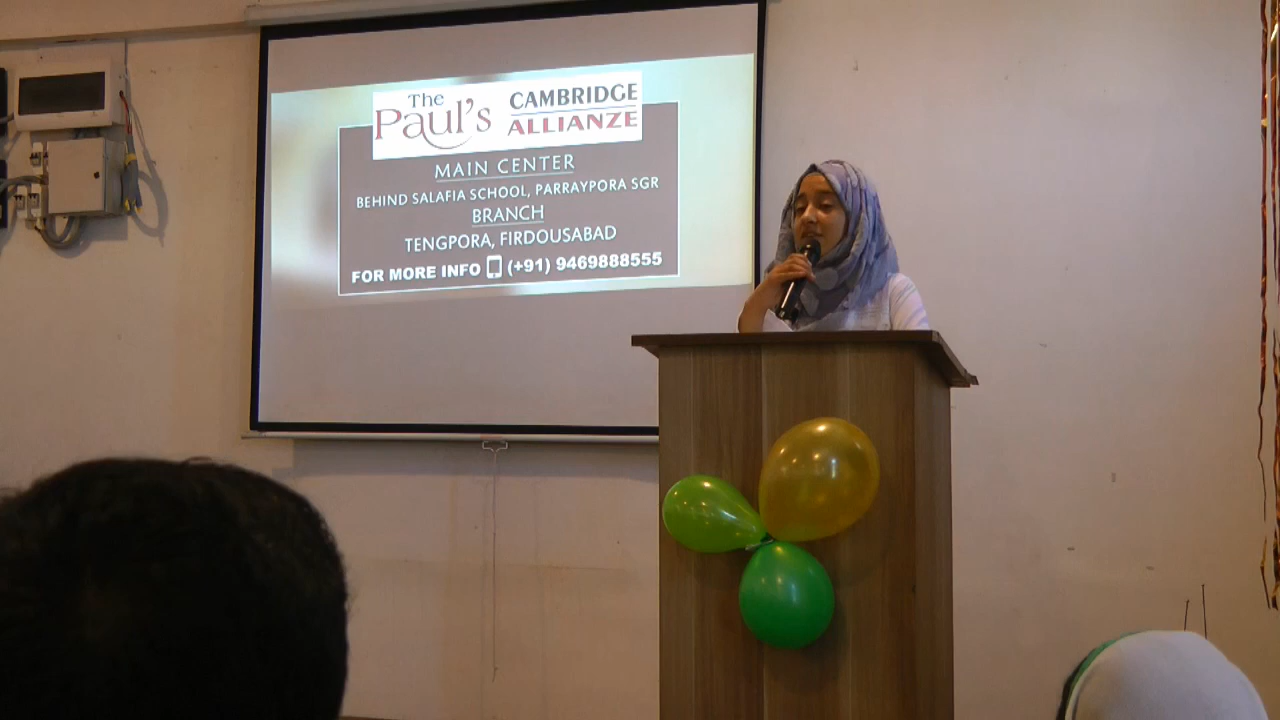 The Paul's
CAMBRIDGE
ALLIANZE
MAIN CENTER
BEHIND SALAFIA SCHOOL, PARRAYPORA SGR
BRANCH
TENGPORA, FIRDOUSABAD
FOR MORE INFO (+91) 9469888555